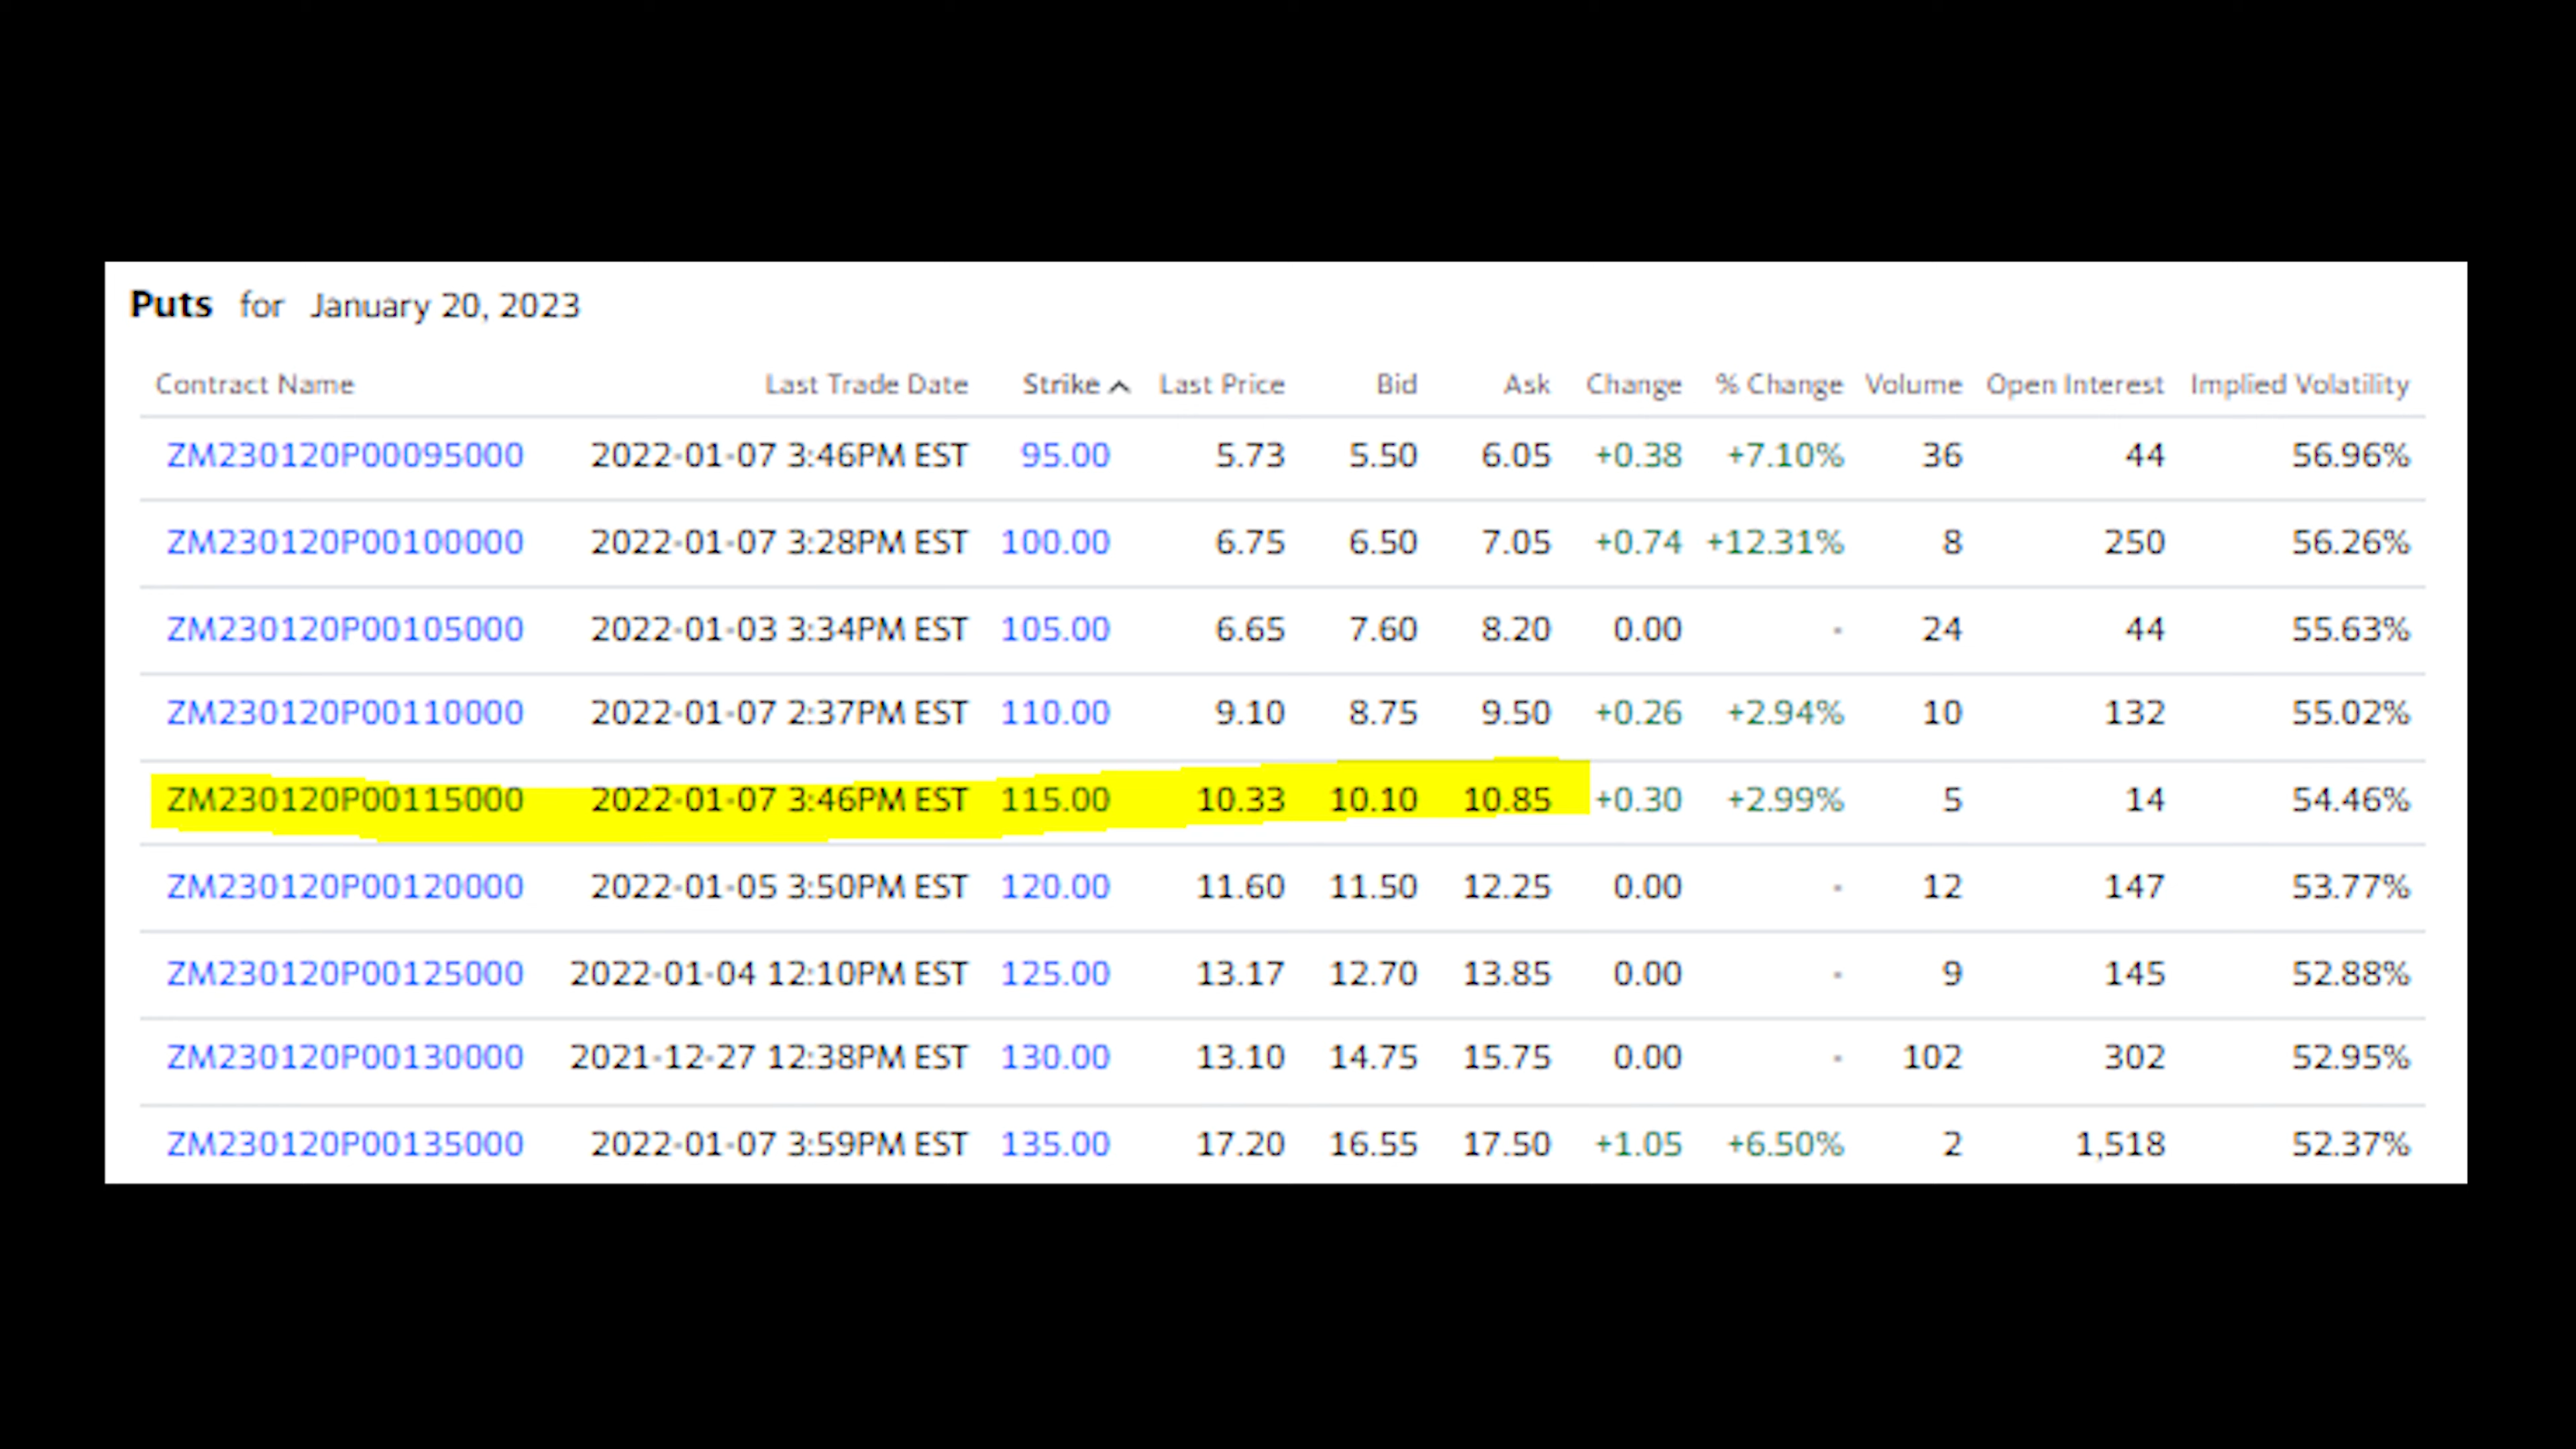 Puts for January 20, 2023
Contract Name Last Trade Date Strike Last Price Bid Ask Change % Change Volume Open Interest Implied Volatility
ZM230120P00095000 2022-01-07 3:46PM EST 95.00 5.73 5.50 6.05 +0.38 +7.10% 36 44 56.96%
ZM230120P00100000 2022-01-07 3:28PM EST 100.00 6.75 6.50 7.05 +0.74 +12.31% 8 250 56.26%
ZM230120P00105000 2022-01-03 3:34PM EST 105.00 6.65 7.60 8.20 0.00 - 24 44 55.63%
ZM230120P00110000 2022-01-07 2:37PM EST 110.00 9.10 8.75 9.50 +0.26 +2.94% 10 132 55.02%
ZM230120P00115000 2022-01-07 3:46PM EST 115.00 10.33 10.10 10.85 +0.30 +2.99% 5 14 54.46%
ZM230120P00120000 2022-01-05 3:50PM EST 120.00 11.60 11.50 12.25 0.00 - 12 147 53.77%
ZM230120P00125000 2022-01-04 12:10PM EST 125.00 13.17 12.70 13.85 0.00 - 9 145 52.88%
ZM230120P00130000 2021-12-27 12:38PM EST 130.00 13.10 14.75 15.75 0.00 - 102 302 52.95%
ZM230120P00135000 2022-01-07 3:59PM EST 135.00 17.20 16.55 17.50 +1.05 +6.50% 2 1,518 52.37%